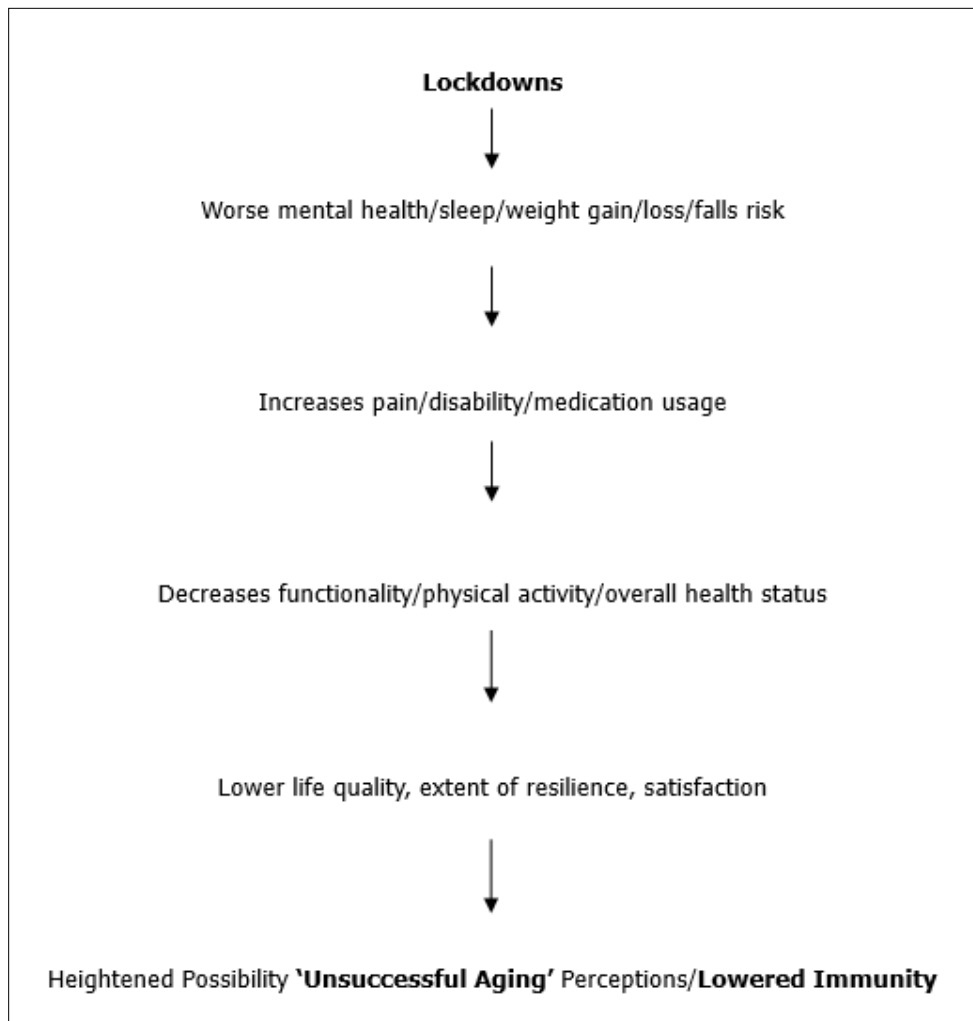 Lockdowns
Worse mental health/sleep/weight gain/loss/falls risk
Increases pain/disability/medication usage
Decreases functionality/physical activity/overall health status
Lower life quality, extent of resilience, satisfaction
Heightened Possibility ‘Unsuccessful Aging’ Perceptions/Lowered Immunity